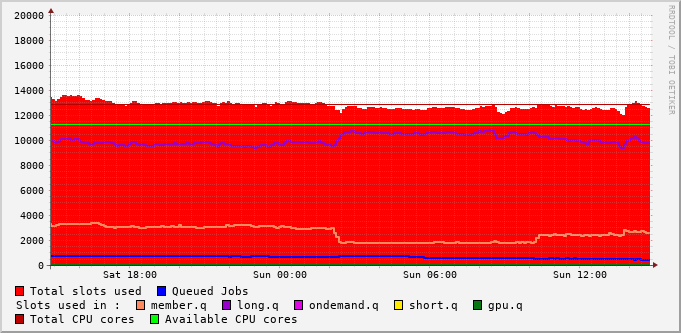 RRDTOOL / TOBI OETIKER
20000
18000
16000
14000
12000
10000
8000
6000
4000
2000
0
Sat 18:00 Sun 00:00 Sun 06:00 Sun 12:00
Total slots used Queued Jobs
Slots used in : member.q long.q ondemand.q short.q gpu.q
Total CPU cores Available CPU cores